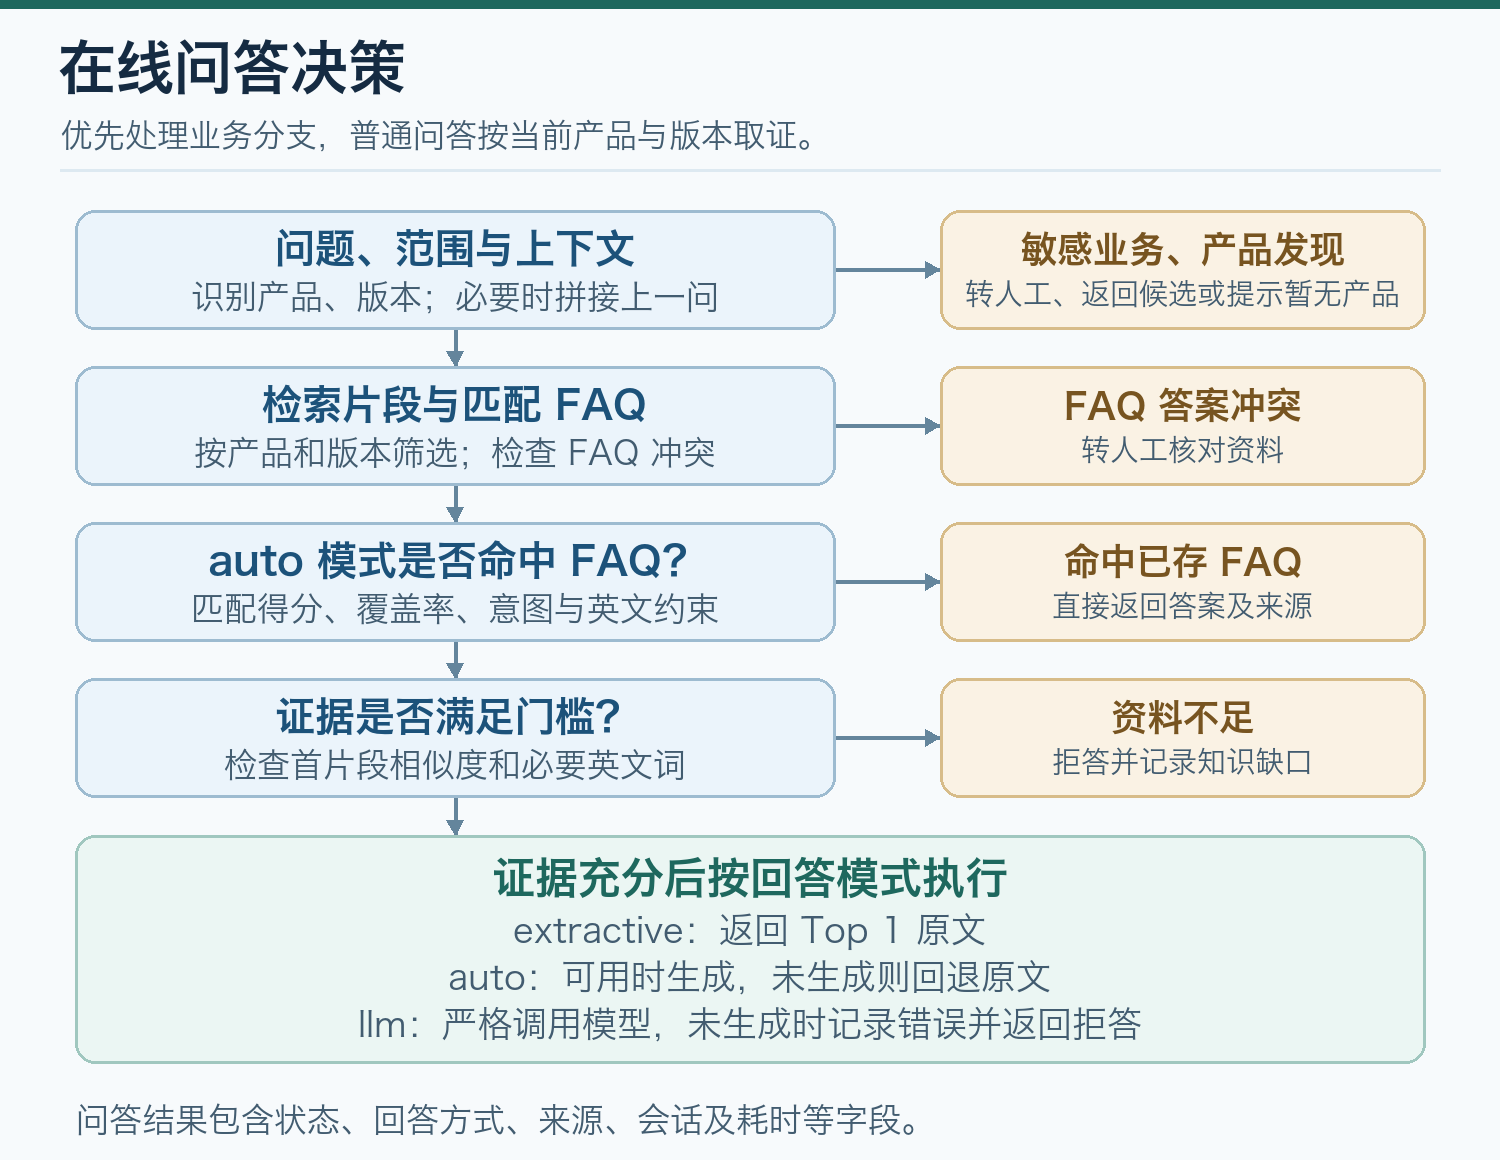 在线问答决策
优先处理业务分支，普通问答按当前产品与版本取证。
问题、范围与上下文
识别产品、版本；必要时拼接上一问
敏感业务、产品发现
转人工、返回候选或提示暂无产品
检索片段与匹配 FAQ
按产品和版本筛选；检查 FAQ 冲突
FAQ 答案冲突
转人工核对资料
auto 模式是否命中 FAQ？
匹配得分、覆盖率、意图与英文约束
命中已存 FAQ
直接返回答案及来源
证据是否满足门槛？
检查首片段相似度和必要英文词
资料不足
拒答并记录知识缺口
证据充分后按回答模式执行
extractive：返回 Top 1 原文
auto：可用时生成，未生成则回退原文
llm：严格调用模型，未生成时记录错误并返回拒答
问答结果包含状态、回答方式、来源、会话及耗时等字段。